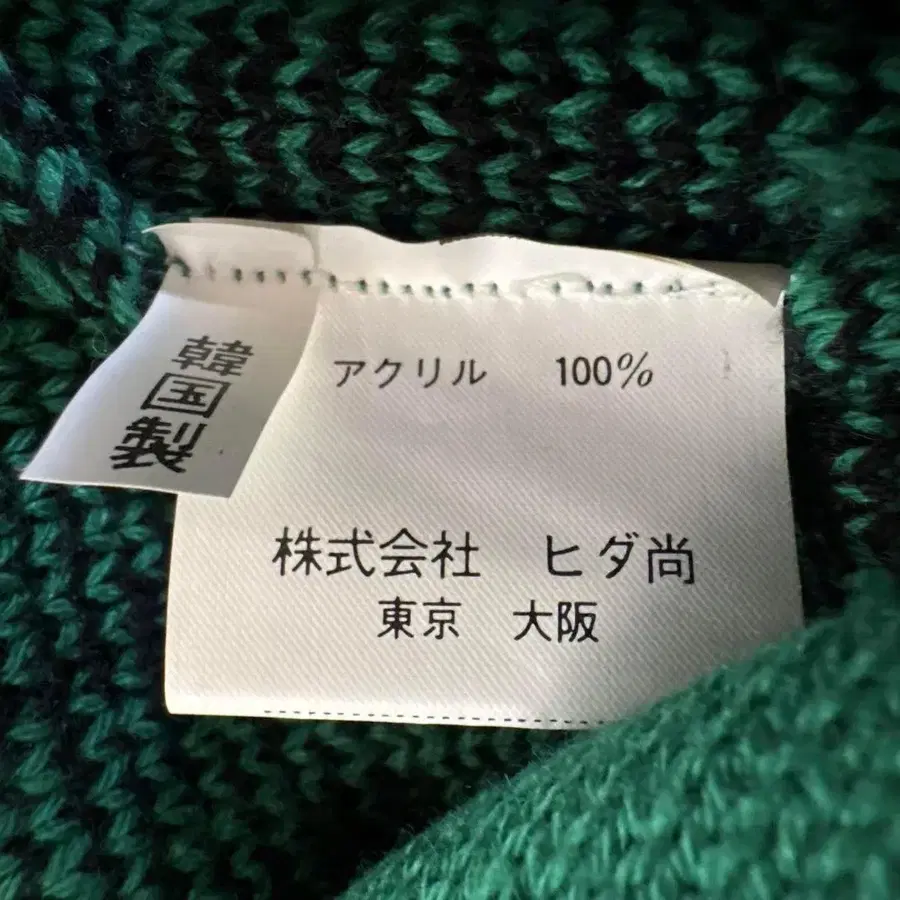 韓国製
アクリル 100%
株式会社 ヒダ尚
東京 大阪